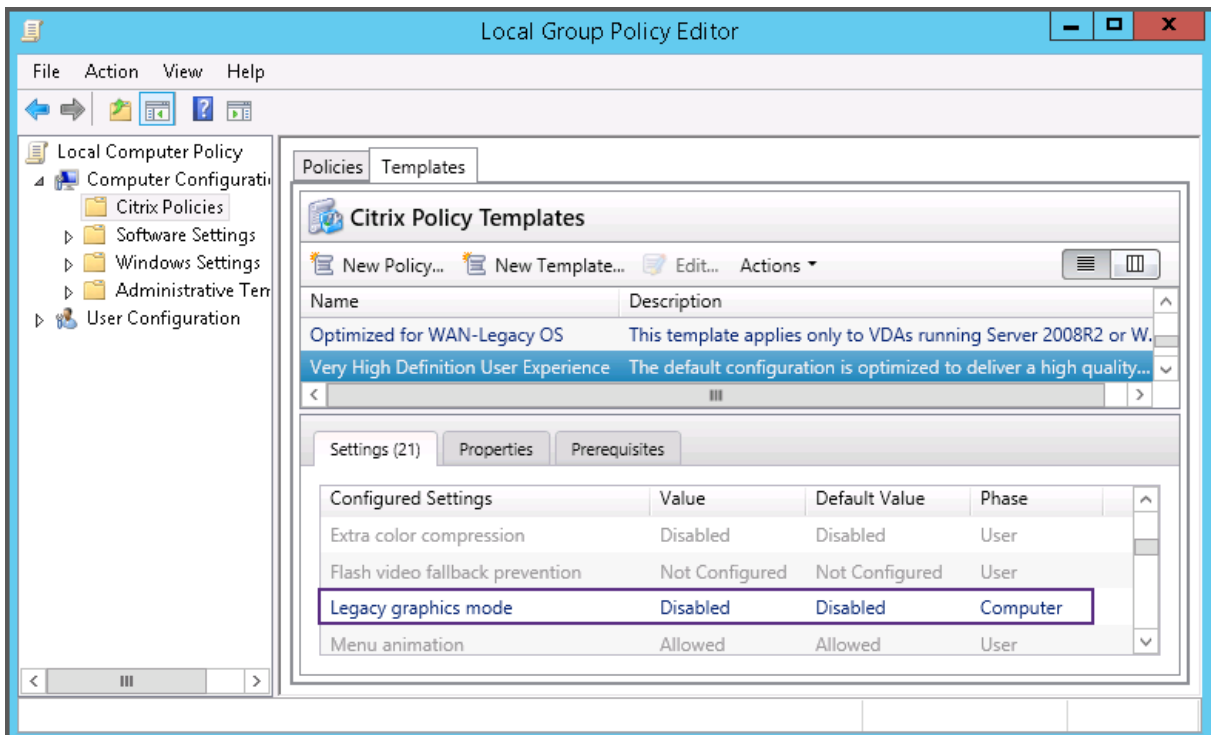 Local Group Policy Editor
File Action View Help
Local Computer Policy
Computer Configurati
Citrix Policies
Software Settings
Windows Settings
Administrative Tem
User Configuration
Policies Templates
Citrix Policy Templates
New Policy... New Template... Edit... Actions
Name Description
Optimized for WAN-Legacy OS This template applies only to VDAs running Server 2008R2 or W.
Very High Definition User Experience The default configuration is optimized to deliver a high quality...
Settings (21) Properties Prerequisites
Configured Settings Value Default Value Phase
Extra color compression Disabled Disabled User
Flash video fallback prevention Not Configured Not Configured User
Legacy graphics mode Disabled Disabled Computer
Menu animation Allowed Allowed User